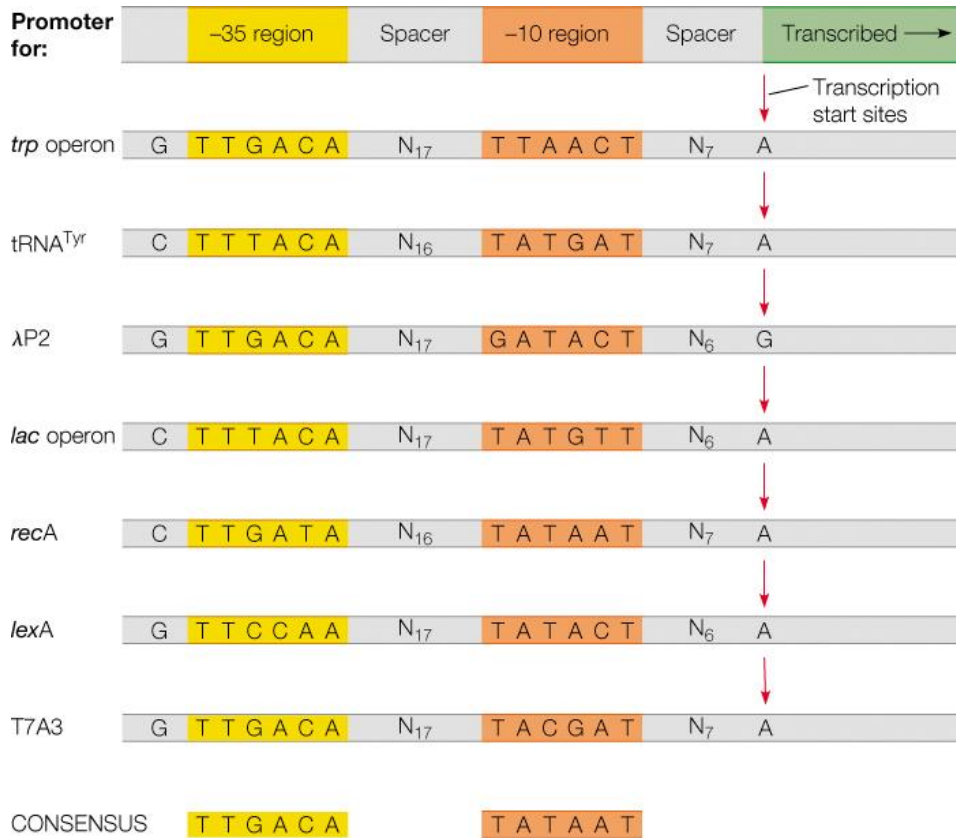 Promoter for:
–35 region Spacer –10 region Spacer Transcribed →
Transcription start sites
trp operon G T T G A C A N₁₇ T T A A C T N₇ A
tRNAᵀʸʳ C T T T A C A N₁₆ T A T G A T N₇ A
λP2 G T T G A C A N₁₇ G A T A C T N₆ G
lac operon C T T T A C A N₁₇ T A T G T T N₆ A
recA C T T G A T A N₁₆ T A T A A T N₇ A
lexA G T T C C A A N₁₇ T A T A C T N₆ A
T7A3 G T T G A C A N₁₇ T A C G A T N₇ A
CONSENSUS T T G A C A T A T A A T